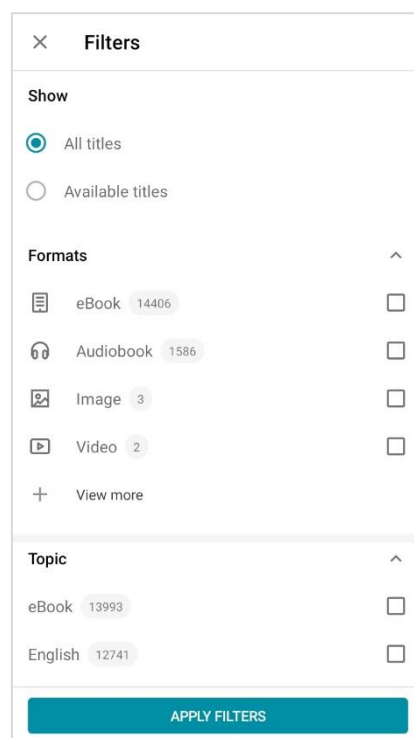 Filters
Show
All titles
Available titles
Formats
eBook 14406
Audiobook 1586
Image 3
Video 2
View more
Topic
eBook 13993
English 12741
APPLY FILTERS